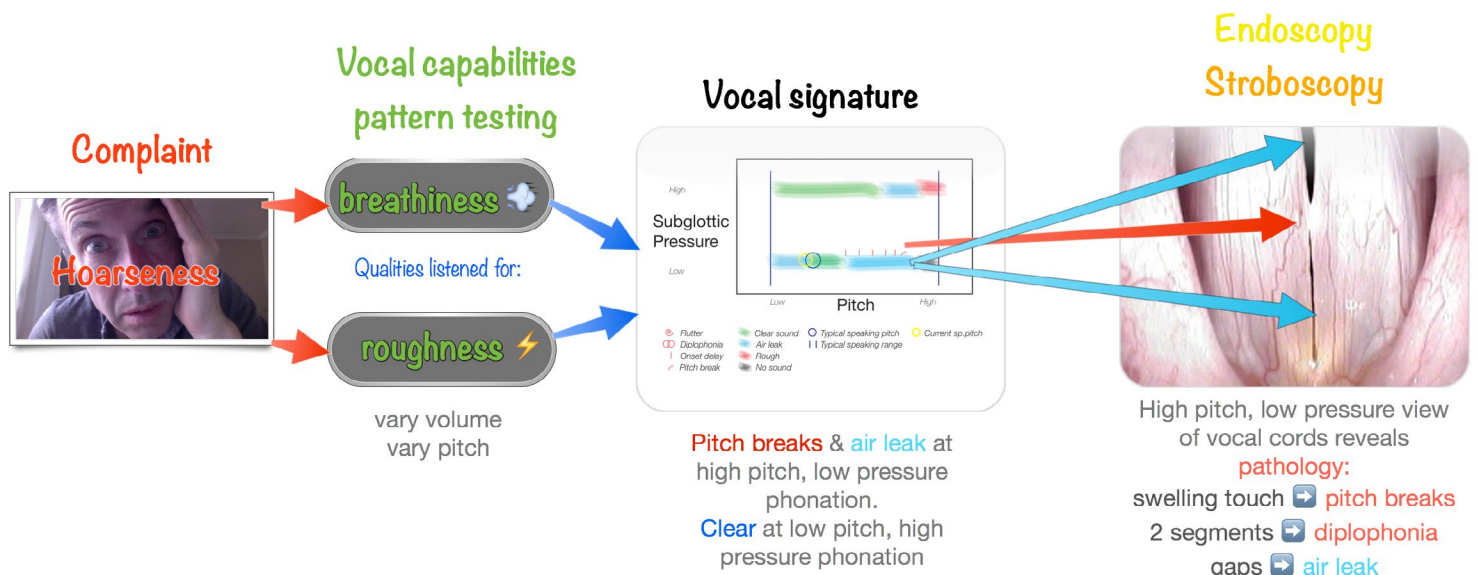 Complaint
Hoarseness
Vocal capabilities
pattern testing
breathiness
Qualities listened for:
roughness
vary volume
vary pitch
Vocal signature
High
Subglottic
Pressure
Low
Low
Pitch
High
Flutter
Diplophonia
Onset delay
Pitch break
Clear sound
Air leak
Rough
No sound
Typical speaking pitch
Typical speaking range
Current sp.pitch
Pitch breaks & air leak at
high pitch, low pressure
phonation.
Clear at low pitch, high
pressure phonation
Endoscopy
Stroboscopy
High pitch, low pressure view
of vocal cords reveals
pathology:
swelling touch ➡ pitch breaks
2 segments ➡ diplophonia
gaps ➡ air leak